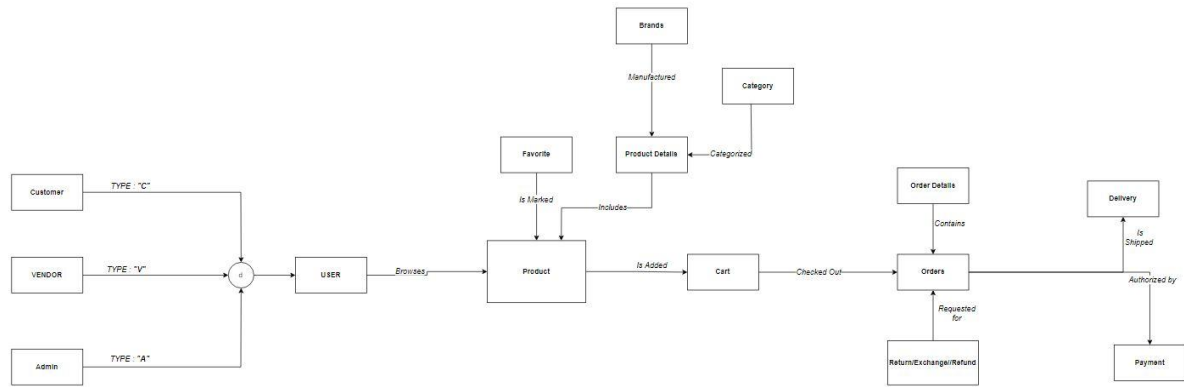 Brands
Manufactured
Category
Favorite
Product Details
Categorized
Customer
TYPE : "C"
Is Marked
Includes
Order Details
Delivery
Contains
Is
Shipped
VENDOR
TYPE : "V"
d
USER
Browses
Product
Is Added
Cart
Checked Out
Orders
Authorized by
Requested
for
Admin
TYPE : "A"
Return/Exchange//Refund
Payment